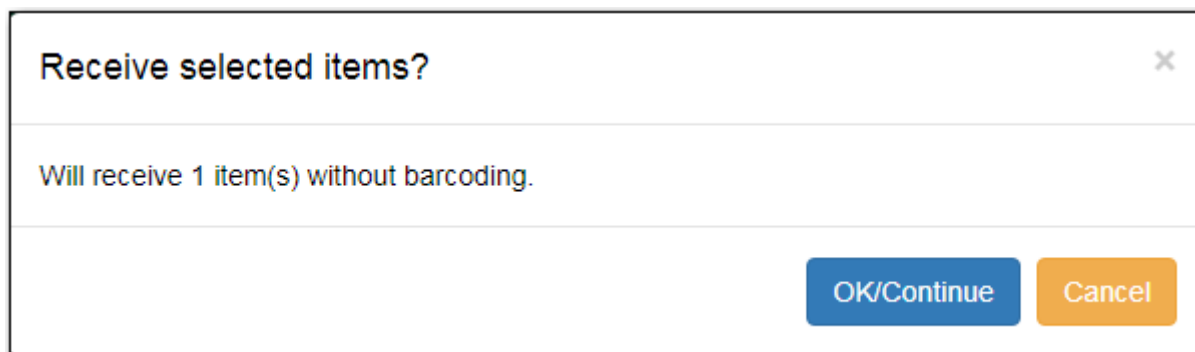 Receive selected items?
×
Will receive 1 item(s) without barcoding.
OK/Continue
Cancel